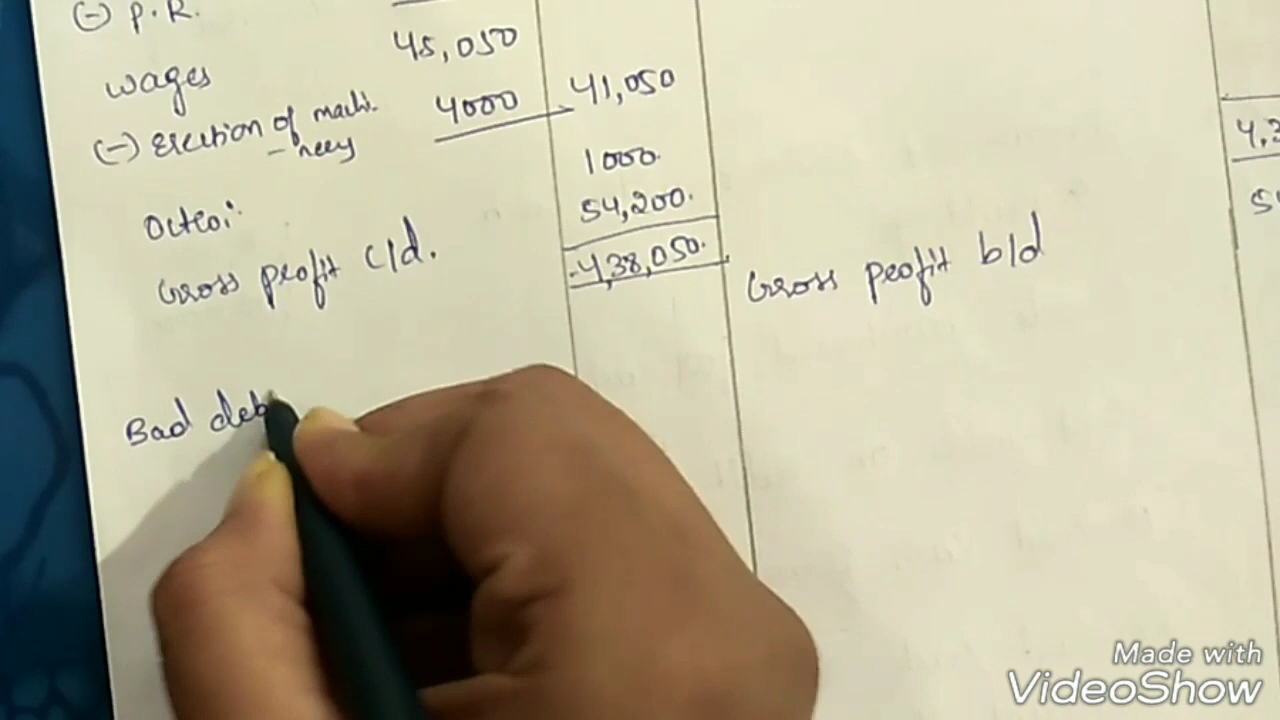 (-) P.R.
45,050
wages 4000 41,050
(-) Erection of machi.
- nery
1000.
Octroi 54,200.
Gross profit c/d. 4,38,050.
Gross profit b/d
Bad deb
Made with
VideoShow